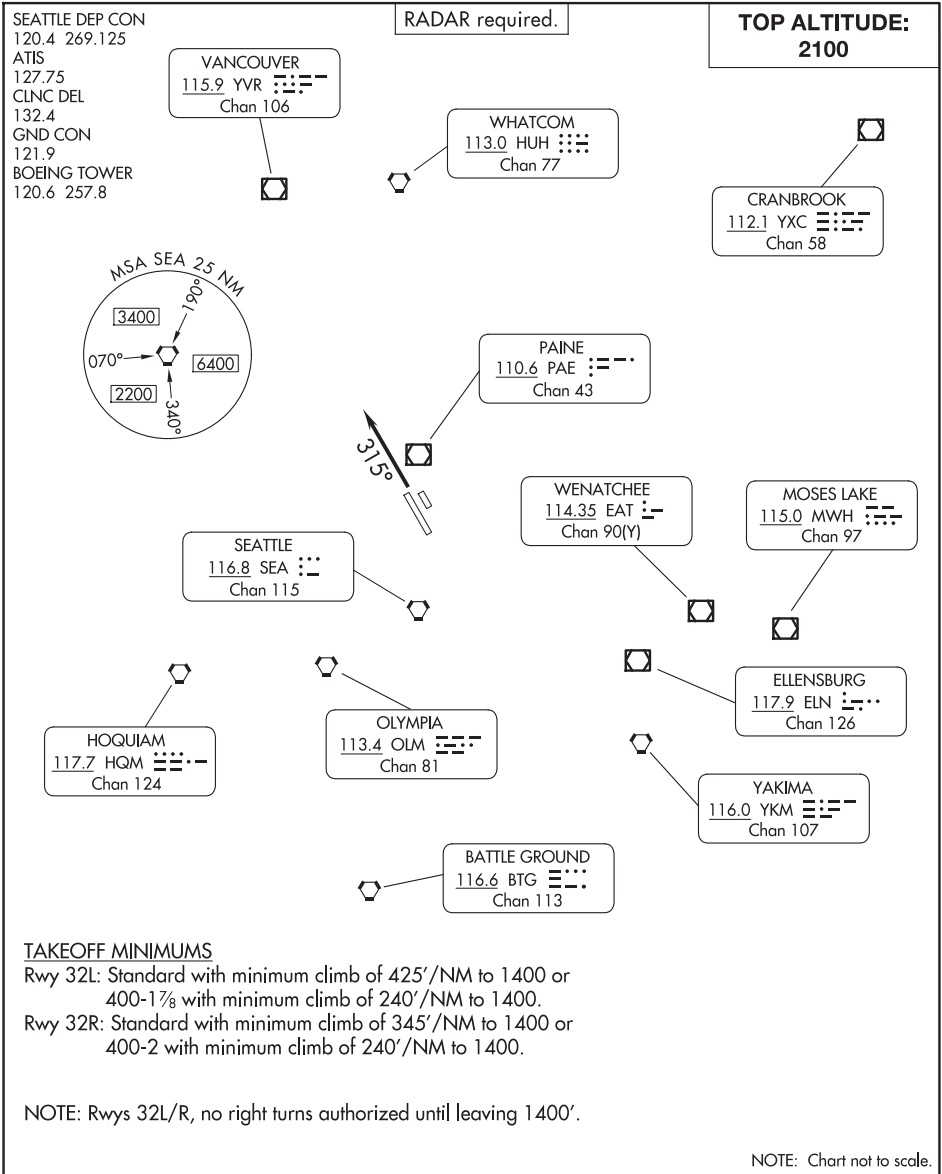 SEATTLE DEP CON
120.4 269.125
ATIS
127.75
CLNC DEL
132.4
GND CON
121.9
BOEING TOWER
120.6 257.8
RADAR required.
TOP ALTITUDE:
2100
VANCOUVER
115.9 YVR
Chan 106
WHATCOM
113.0 HUH
Chan 77
CRANBROOK
112.1 YXC
Chan 58
MSA SEA 25 NM
190°
3400
070°
6400
2200
340°
PAINE
110.6 PAE
Chan 43
315°
WENATCHEE
114.35 EAT
Chan 90(Y)
MOSES LAKE
115.0 MWH
Chan 97
SEATTLE
116.8 SEA
Chan 115
ELLENSBURG
117.9 ELN
Chan 126
HOQUIAM
117.7 HQM
Chan 124
OLYMPIA
113.4 OLM
Chan 81
YAKIMA
116.0 YKM
Chan 107
BATTLE GROUND
116.6 BTG
Chan 113
TAKEOFF MINIMUMS
Rwy 32L: Standard with minimum climb of 425'/NM to 1400 or
400-1⅞ with minimum climb of 240'/NM to 1400.
Rwy 32R: Standard with minimum climb of 345'/NM to 1400 or
400-2 with minimum climb of 240'/NM to 1400.
NOTE: Rwys 32L/R, no right turns authorized until leaving 1400'.
NOTE: Chart not to scale.